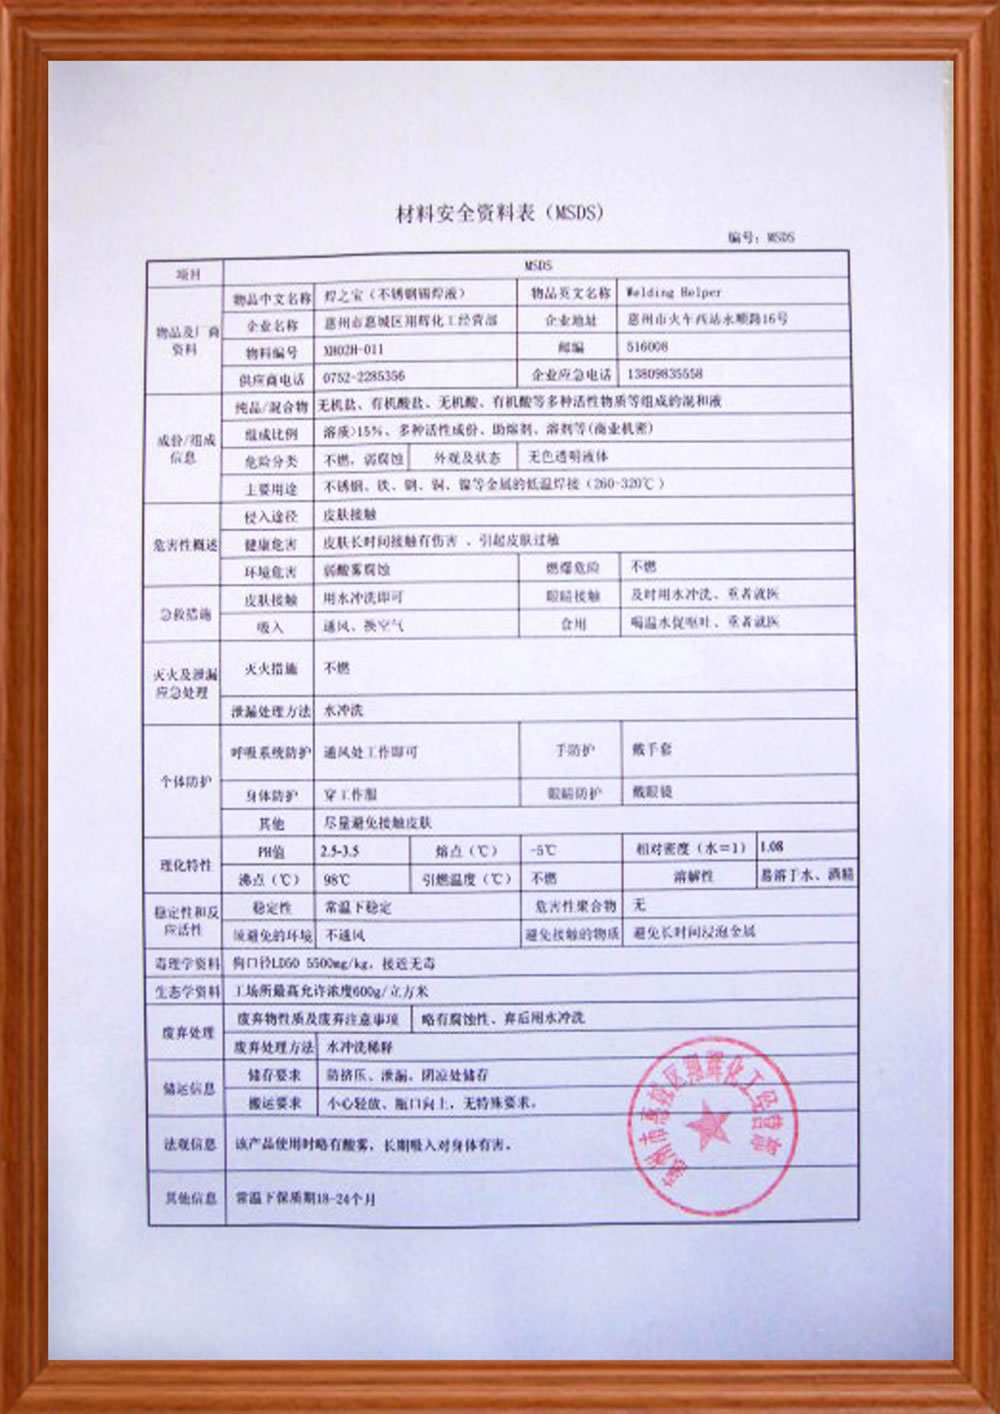 材料安全资料表（MSDS）
编号：MSDS
项目 MSDS
物品及厂商资料
物品中文名称 焊之宝（不锈钢锡焊液） 物品英文名称 Welding Helper
企业名称 惠州市惠城区翔辉化工经营部 企业地址 惠州市火车西站永顺路16号
物料编号 XH02H-011 邮编 516008
供应商电话 0752-2285356 企业应急电话 13809835558
成份/组成信息
纯品/混合物 无机盐、有机酸盐、无机酸、有机酸等多种活性物质等组成的混和液
组成比例 溶质>15%、多种活性成份、助熔剂、溶剂等(商业机密)
危险分类 不燃，弱腐蚀 外观及状态 无色透明液体
主要用途 不锈钢、铁、钢、铜、镍等金属的低温焊接（260-320℃）
危害性概述
侵入途径 皮肤接触
健康危害 皮肤长时间接触有伤害 、引起皮肤过敏
环境危害 弱酸雾腐蚀 燃爆危险 不燃
急救措施
皮肤接触 用水冲洗即可 眼睛接触 及时用水冲洗、重者就医
吸入 通风、换空气 食用 喝温水促呕吐、重者就医
灭火及泄漏应急处理
灭火措施 不燃
泄漏处理方法 水冲洗
个体防护
呼吸系统防护 通风处工作即可 手防护 戴手套
身体防护 穿工作服 眼睛防护 戴眼镜
其他 尽量避免接触皮肤
理化特性
PH值 2.5-3.5 熔点（℃） -5℃ 相对密度（水＝1） 1.08
沸点（℃） 98℃ 引燃温度（℃） 不燃 溶解性 易溶于水、酒精
稳定性和反应活性
稳定性 常温下稳定 危害性聚合物 无
须避免的环境 不通风 避免接触的物质 避免长时间浸泡金属
毒理学资料 狗口径LD50 5500mg/kg，接近无毒
生态学资料 工场所最高允许浓度600g/立方米
废弃处理
废弃物性质及废弃注意事项 略有腐蚀性、弃后用水冲洗
废弃处理方法 水冲洗稀释
储运信息
储存要求 防挤压、泄漏，阴凉处储存
搬运要求 小心轻放、瓶口向上，无特殊要求。
法规信息 该产品使用时略有酸雾，长期吸入对身体有害。
其他信息 常温下保质期18-24个月
惠州市惠城区翔辉化工经营部